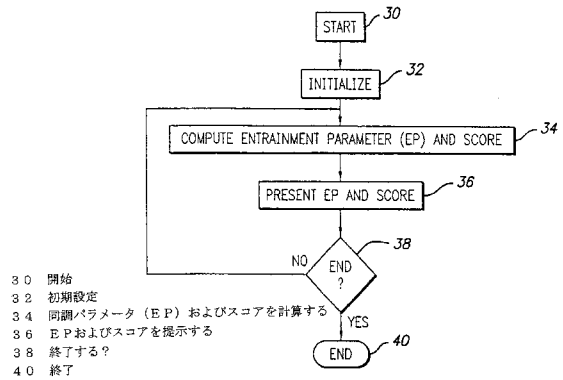 START
30
INITIALIZE
32
COMPUTE ENTRAINMENT PARAMETER (EP) AND SCORE
34
PRESENT EP AND SCORE
36
END
?
38
NO
YES
END
40
30 開始
32 初期設定
34 同調パラメータ（EP）およびスコアを計算する
36 EPおよびスコアを提示する
38 終了する？
40 終了